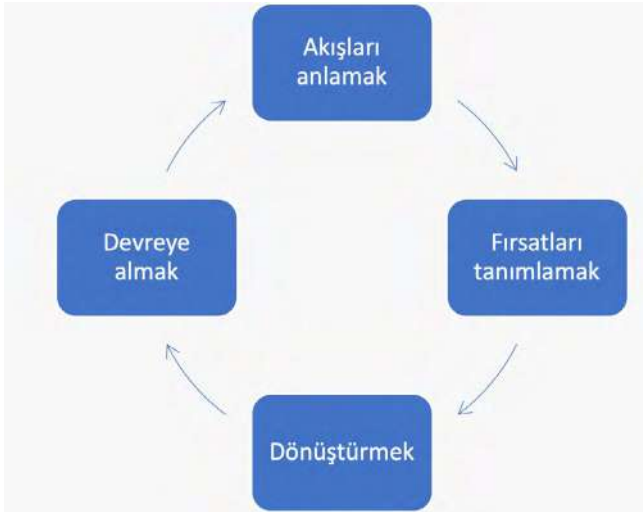 Akışları
anlamak
Fırsatları
tanımlamak
Dönüştürmek
Devreye
almak